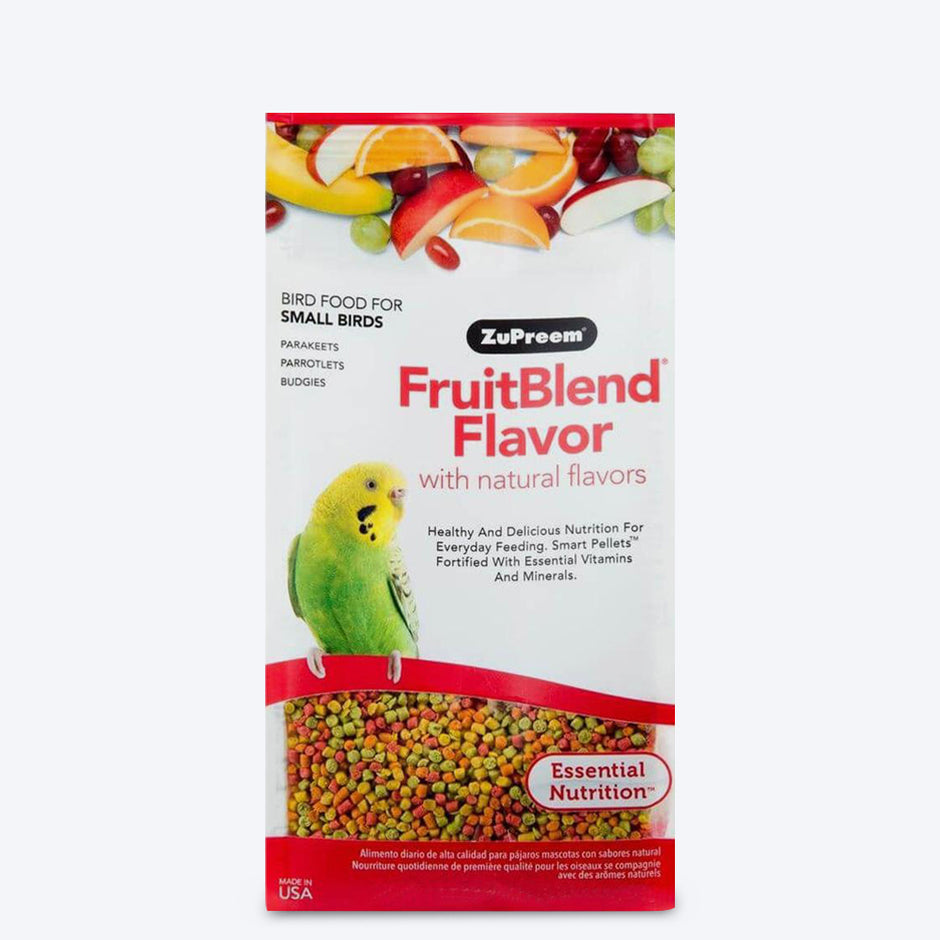 BIRD FOOD FOR
SMALL BIRDS
PARAKEETS
PARROTLETS
BUDGIES
ZuPreem®
FruitBlend®
Flavor
with natural flavors
Healthy And Delicious Nutrition For
Everyday Feeding. Smart Pellets™
Fortified With Essential Vitamins
And Minerals.
Essential
Nutrition™
Alimento diario de alta calidad para pájaros mascotas con sabores natural
Nourriture quotidienne de première qualité pour les oiseaux se compagnie
avec des arômes naturels
MADE IN
USA